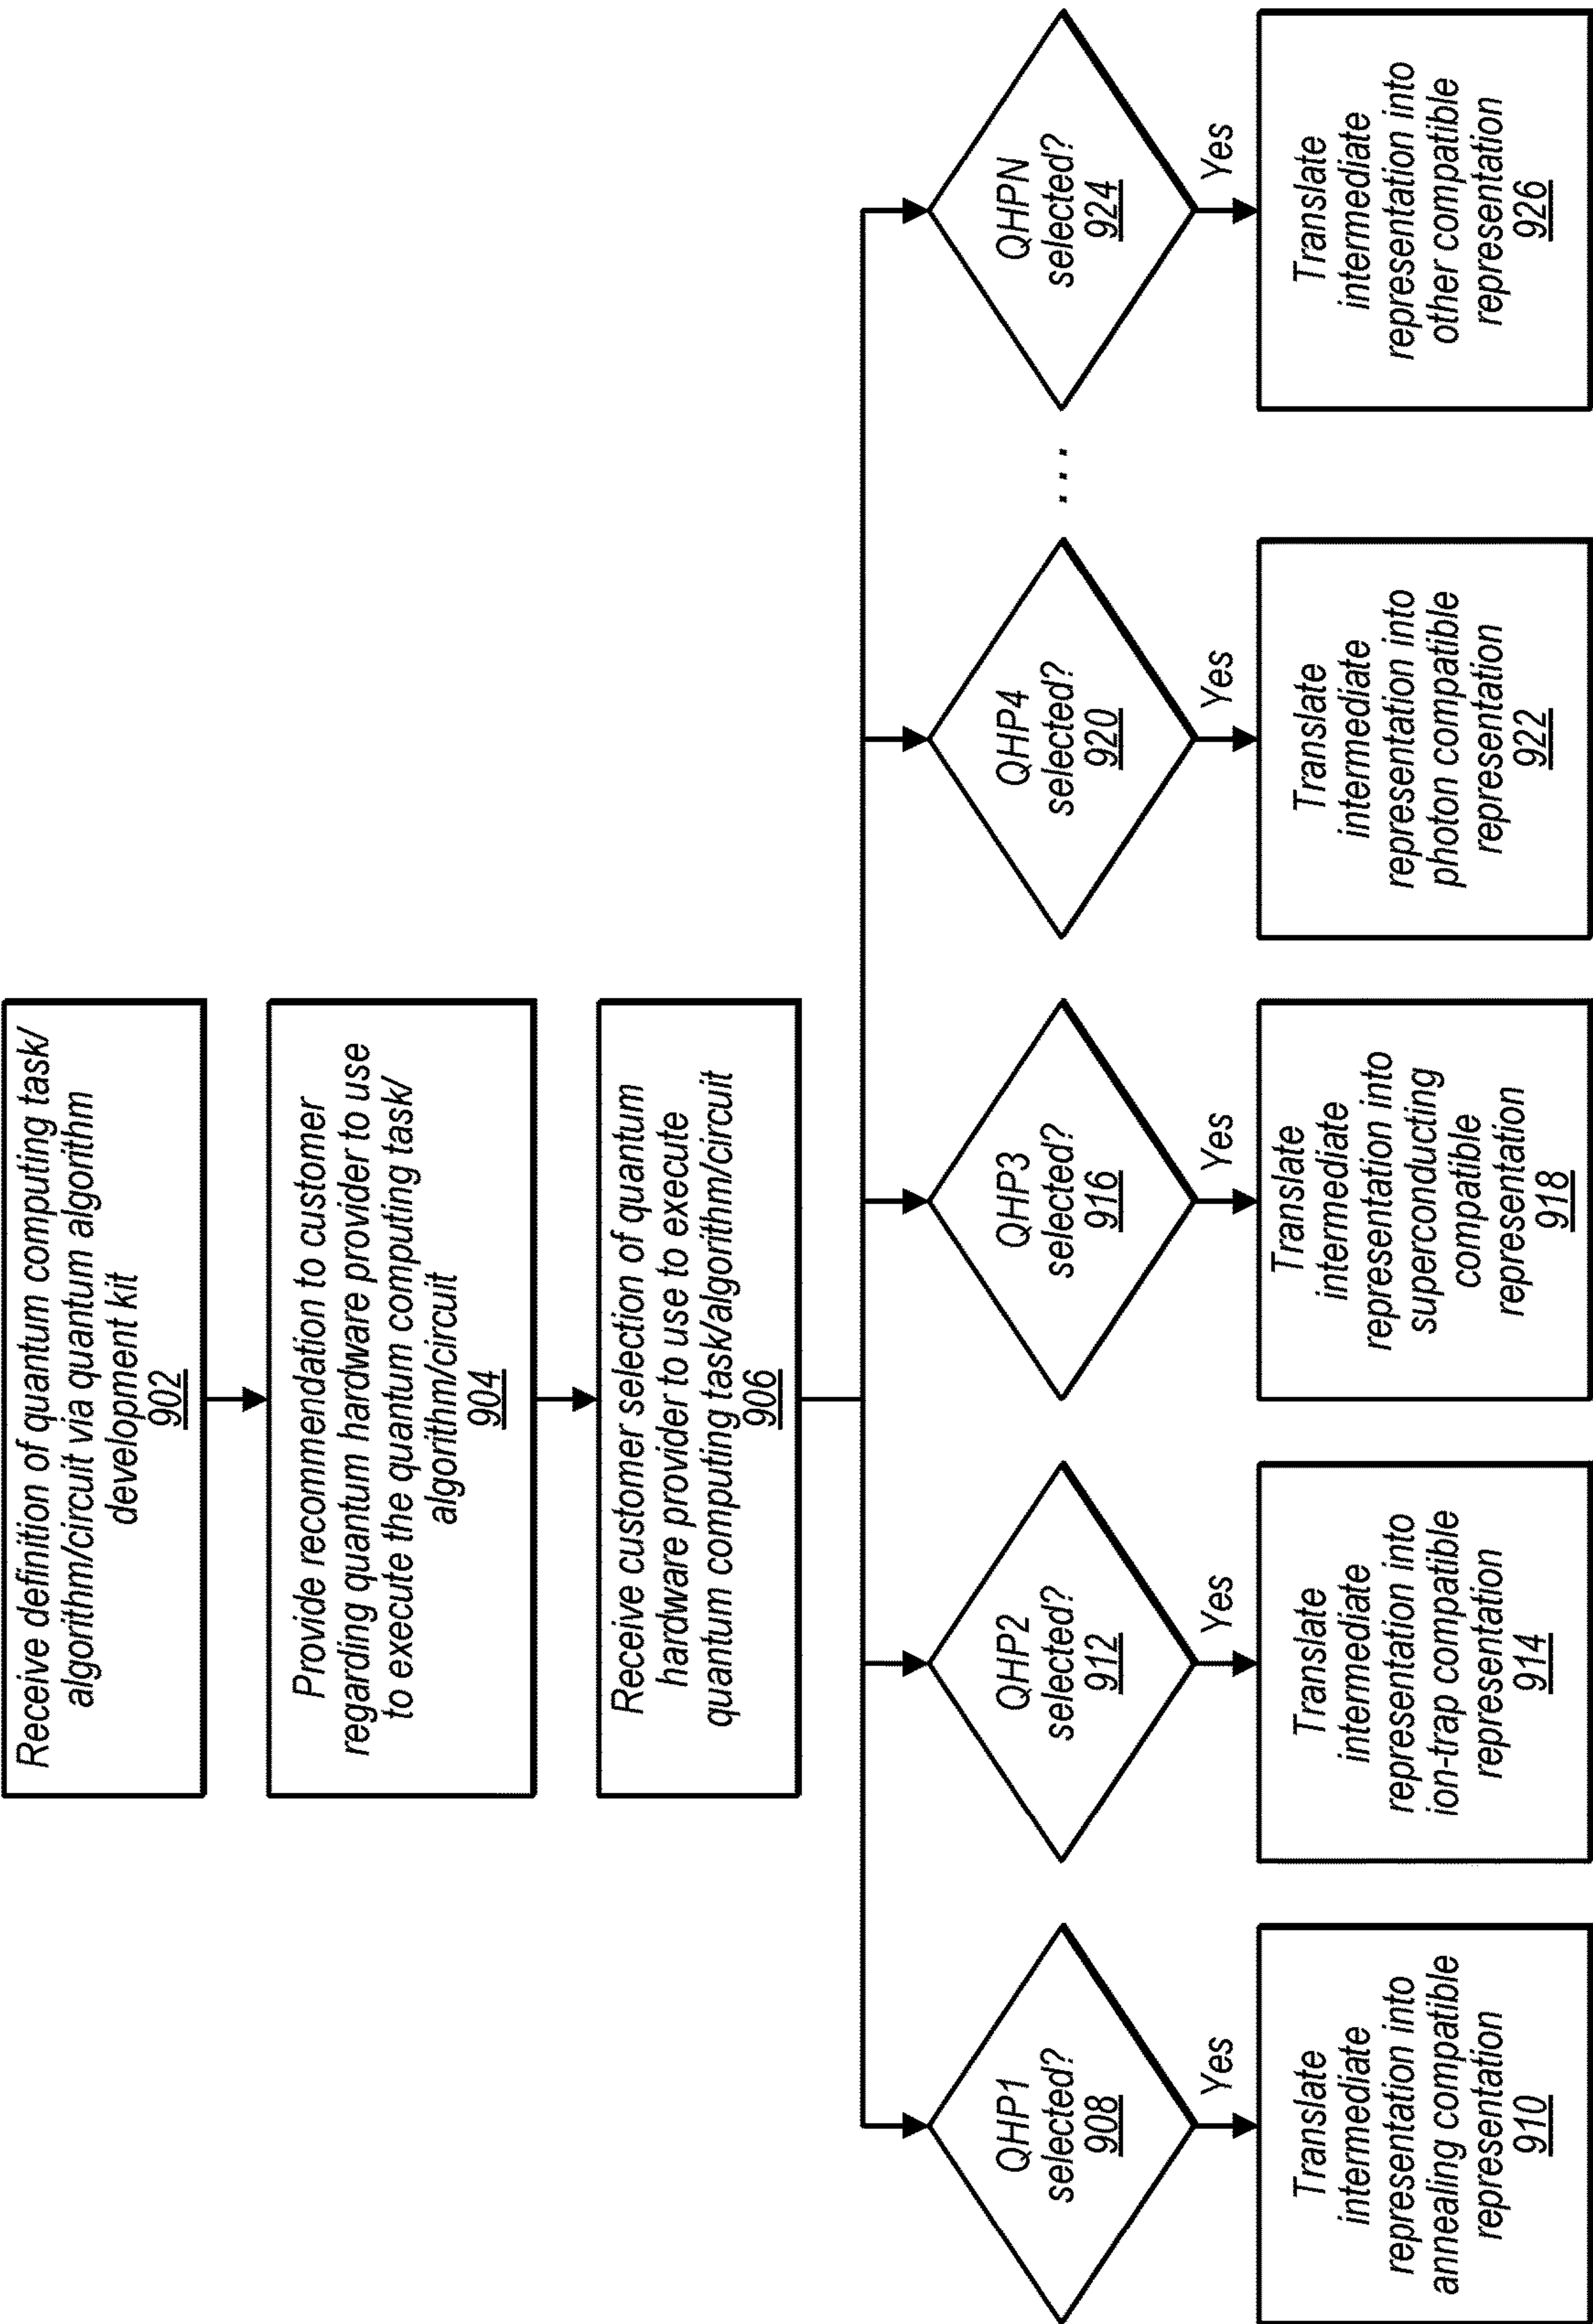 Receive definition of quantum computing task/
algorithm/circuit via quantum algorithm
development kit
902
Provide recommendation to customer
regarding quantum hardware provider to use
to execute the quantum computing task/
algorithm/circuit
904
Receive customer selection of quantum
hardware provider to use to execute
quantum computing task/algorithm/circuit
906
QHP1
selected?
908
Yes
Translate
intermediate
representation into
annealing compatible
representation
910
QHP2
selected?
912
Yes
Translate
intermediate
representation into
ion-trap compatible
representation
914
QHP3
selected?
916
Yes
Translate
intermediate
representation into
superconducting
compatible
representation
918
QHP4
selected?
920
Yes
Translate
intermediate
representation into
photon compatible
representation
922
...
QHPN
selected?
924
Yes
Translate
intermediate
representation into
other compatible
representation
926